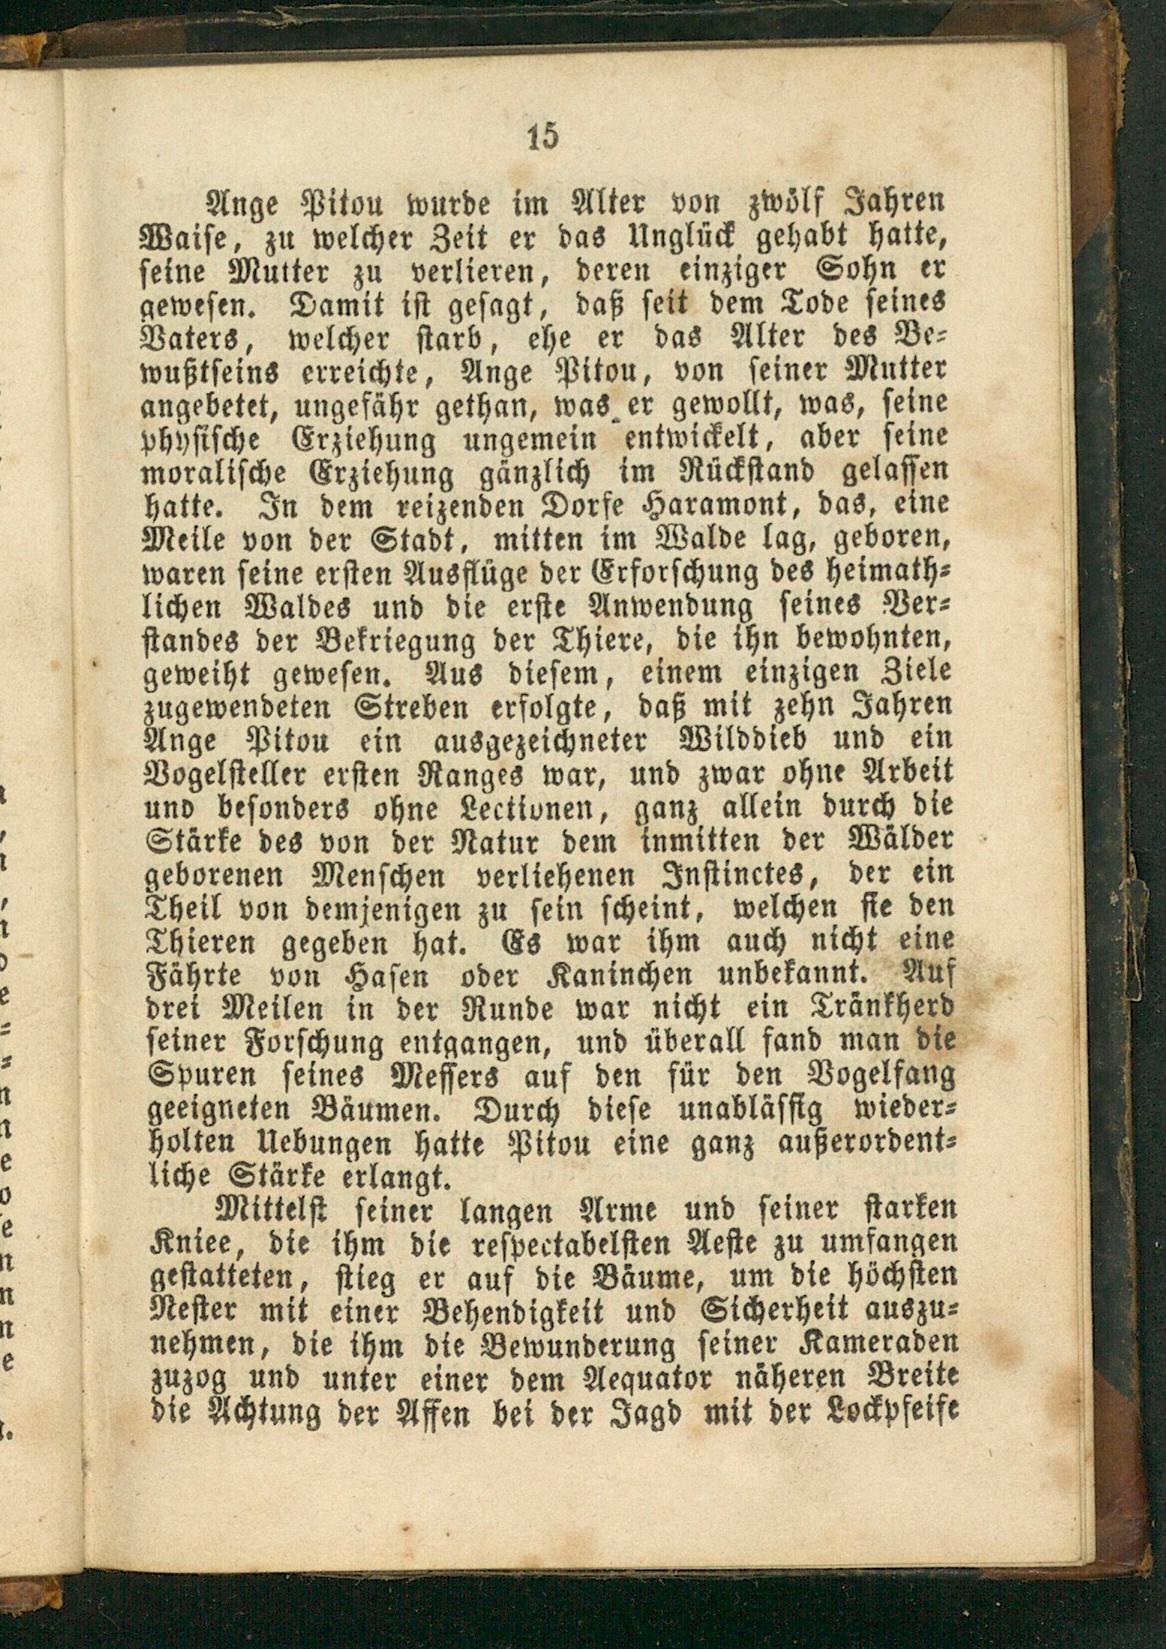 15
Ange Pitou wurde im Alter von zwölf Jahren
Waise, zu welcher Zeit er das Unglück gehabt hatte,
seine Mutter zu verlieren, deren einziger Sohn er
gewesen. Damit ist gesagt, daß seit dem Tode seines
Vaters, welcher starb, ehe er das Alter des Be-
wußtseins erreichte, Ange Pitou, von seiner Mutter
angebetet, ungefähr gethan, was er gewollt, was, seine
physische Erziehung ungemein entwickelt, aber seine
moralische Erziehung gänzlich im Rückstand gelassen
hatte. In dem reizenden Dorfe Haramont, das, eine
Meile von der Stadt, mitten im Walde lag, geboren,
waren seine ersten Ausflüge der Erforschung des heimath-
lichen Waldes und die erste Anwendung seines Ver-
standes der Bekriegung der Thiere, die ihn bewohnten,
geweiht gewesen. Aus diesem, einem einzigen Ziele
zugewendeten Streben erfolgte, daß mit zehn Jahren
Ange Pitou ein ausgezeichneter Wilddieb und ein
Vogelsteller ersten Ranges war, und zwar ohne Arbeit
und besonders ohne Lectionen, ganz allein durch die
Stärke des von der Natur dem inmitten der Wälder
geborenen Menschen verliehenen Instinctes, der ein
Theil von demjenigen zu sein scheint, welchen sie den
Thieren gegeben hat. Es war ihm auch nicht eine
Fährte von Hasen oder Kaninchen unbekannt. Auf
drei Meilen in der Runde war nicht ein Tränkherd
seiner Forschung entgangen, und überall fand man die
Spuren seines Messers auf den für den Vogelfang
geeigneten Bäumen. Durch diese unablässig wieder-
holten Uebungen hatte Pitou eine ganz außerordent-
liche Stärke erlangt.
Mittelst seiner langen Arme und seiner starken
Kniee, die ihm die respectabelsten Aeste zu umfangen
gestatteten, stieg er auf die Bäume, um die höchsten
Nester mit einer Behendigkeit und Sicherheit auszu-
nehmen, die ihm die Bewunderung seiner Kameraden
zuzog und unter einer dem Aequator näheren Breite
die Achtung der Affen bei der Jagd mit der Lockpfeife